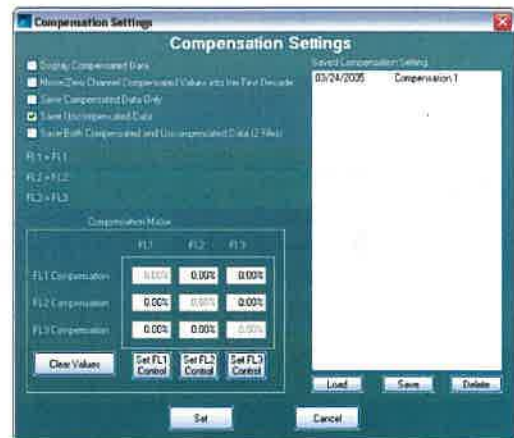 Compensation Settings
Compensation Settings
Display Compensated Data
Move Zero Channel Compensated Values into the First Decade
Save Compensated Data Only
Save Uncompensated Data
Save Both Compensated and Uncompensated Data (2 Files)
FL1 = FL1
FL2 = FL2
FL3 = FL3
Compensation Matrix
FL1 FL2 FL3
FL1 Compensation 0.00% 0.00% 0.00%
FL2 Compensation 0.00% 0.00% 0.00%
FL3 Compensation 0.00% 0.00% 0.00%
Clear Values
Set FL1 Control
Set FL2 Control
Set FL3 Control
Saved Compensation Setting
03/24/2005 Compensation 1
Load Save Delete
Set Cancel